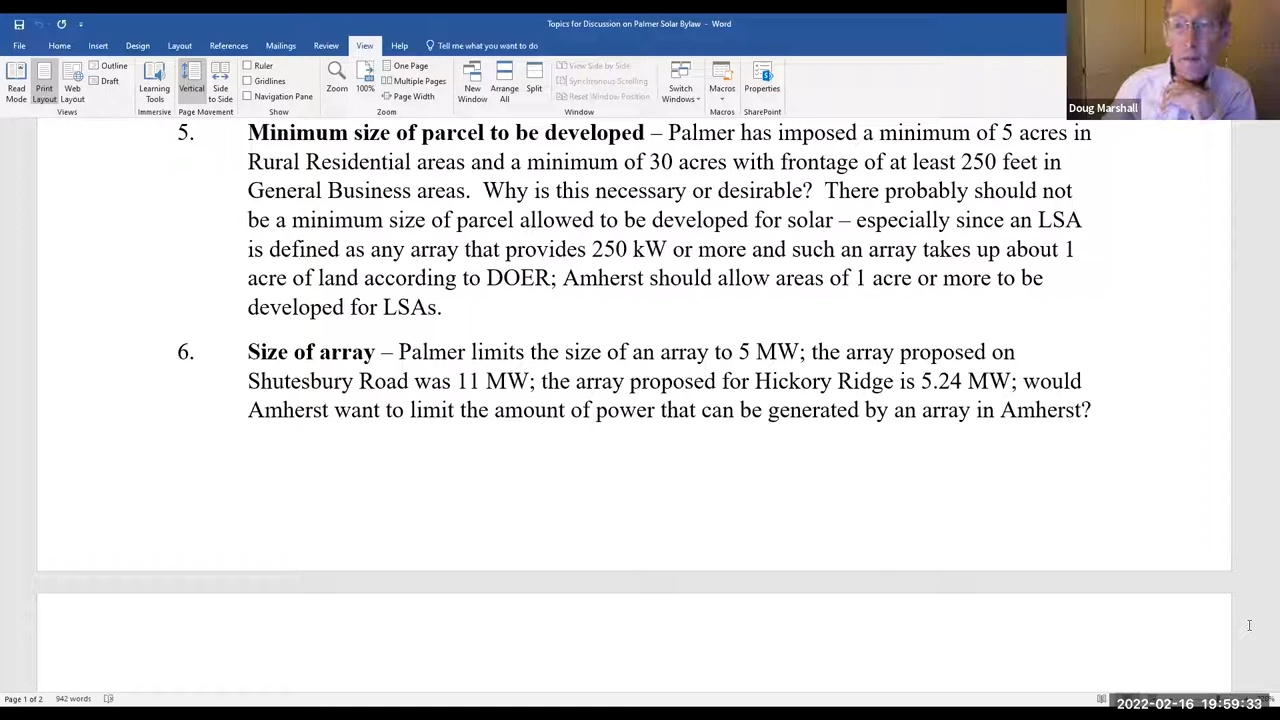 Topics for Discussion on Palmer Solar Bylaw - Word
File Home Insert Design Layout References Mailings Review View Help Tell me what you want to do
Read Mode
Print Layout
Web Layout
Outline
Draft
Views
Learning Tools
Immersive
Vertical
Side to Side
Page Movement
Ruler
Gridlines
Navigation Pane
Show
Zoom
100%
One Page
Multiple Pages
Page Width
Zoom
New Window
Arrange All
Split
View Side by Side
Synchronous Scrolling
Reset Window Position
Window
Switch Windows
Macros
Macros
Properties
SharePoint
Doug Marshall
5. Minimum size of parcel to be developed – Palmer has imposed a minimum of 5 acres in
Rural Residential areas and a minimum of 30 acres with frontage of at least 250 feet in
General Business areas. Why is this necessary or desirable? There probably should not
be a minimum size of parcel allowed to be developed for solar – especially since an LSA
is defined as any array that provides 250 kW or more and such an array takes up about 1
acre of land according to DOER; Amherst should allow areas of 1 acre or more to be
developed for LSAs.
6. Size of array – Palmer limits the size of an array to 5 MW; the array proposed on
Shutesbury Road was 11 MW; the array proposed for Hickory Ridge is 5.24 MW; would
Amherst want to limit the amount of power that can be generated by an array in Amherst?
Page 1 of 2 942 words
2022-02-16 19:59:33